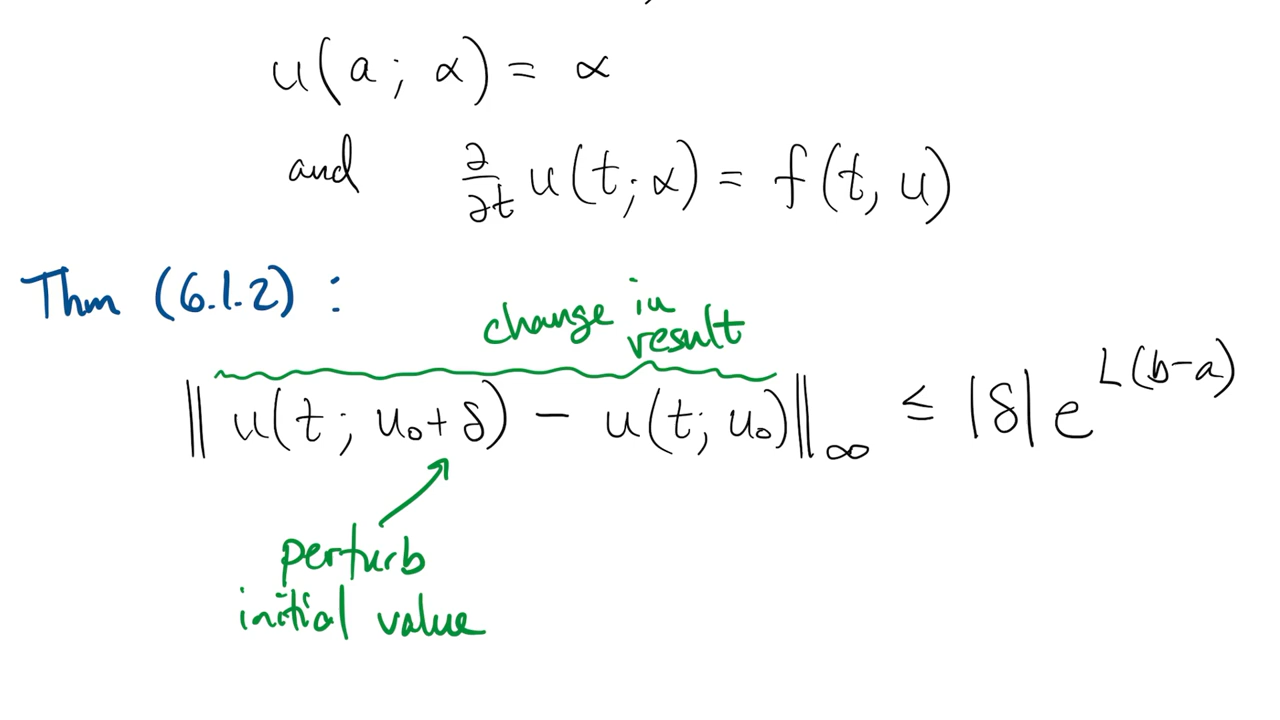 u(a; α) = α
and ∂/∂t u(t; α) = f(t, u)
Thm (6.1.2) :
change in
result
‖ u(t; u₀+δ) − u(t; u₀) ‖∞ ≤ |δ| e^{L(b−a)}
perturb
initial value